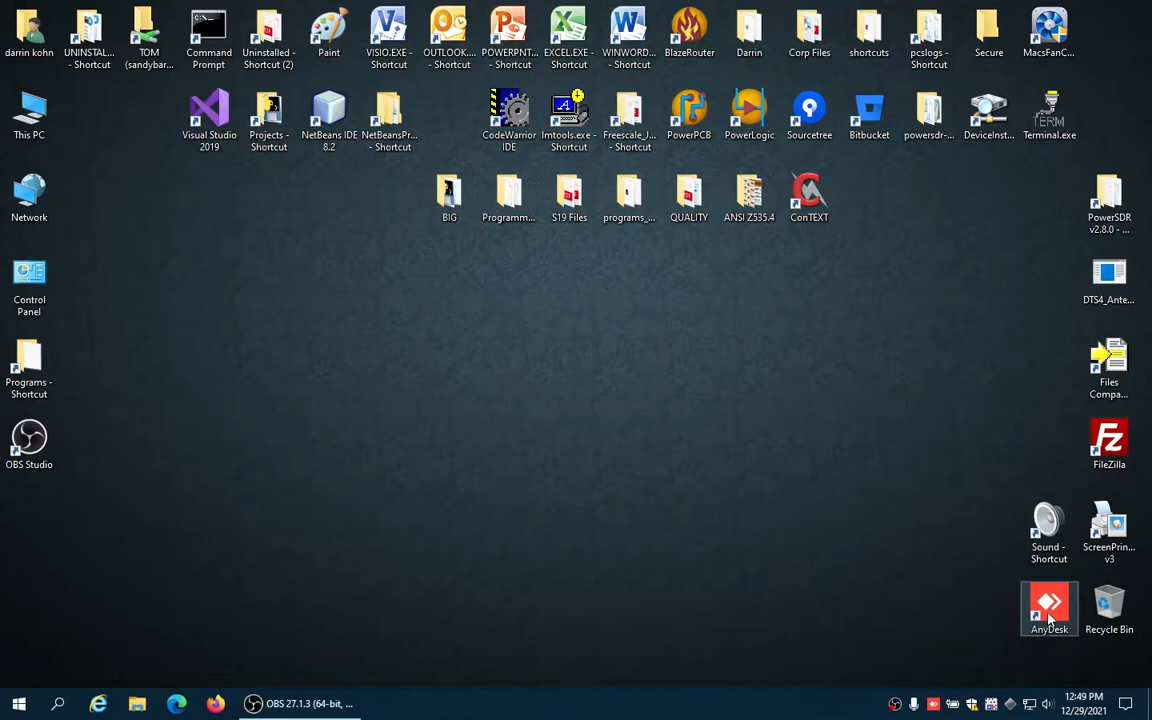 darrin kohn
UNINSTAL...
- Shortcut
TOM
(sandybar...
Command
Prompt
Uninstalled -
Shortcut (2)
Paint
VISIO.EXE -
Shortcut
OUTLOOK....
- Shortcut
POWERPNT...
- Shortcut
EXCEL.EXE -
Shortcut
WINWORD...
- Shortcut
BlazeRouter
Darrin
Corp Files
shortcuts
pcslogs -
Shortcut
Secure
MacsFanC...
This PC
Visual Studio
2019
Projects -
Shortcut
NetBeans IDE
8.2
NetBeansPr...
- Shortcut
CodeWarrior
IDE
lmtools.exe -
Shortcut
Freescale_J...
- Shortcut
PowerPCB
PowerLogic
Sourcetree
Bitbucket
powersdr-...
DeviceInst...
TERM
Terminal.exe
Network
BIG
Programm...
S19 Files
programs_...
QUALITY
ANSI Z535.4
ConTEXT
PowerSDR
v2.8.0 - ...
Control
Panel
DTS4_Ante...
Programs -
Shortcut
Files
Compa...
OBS Studio
Fz
FileZilla
Sound -
Shortcut
ScreenPrin...
v3
AnyDesk
Recycle Bin
OBS 27.1.3 (64-bit, ...
12:49 PM
12/29/2021